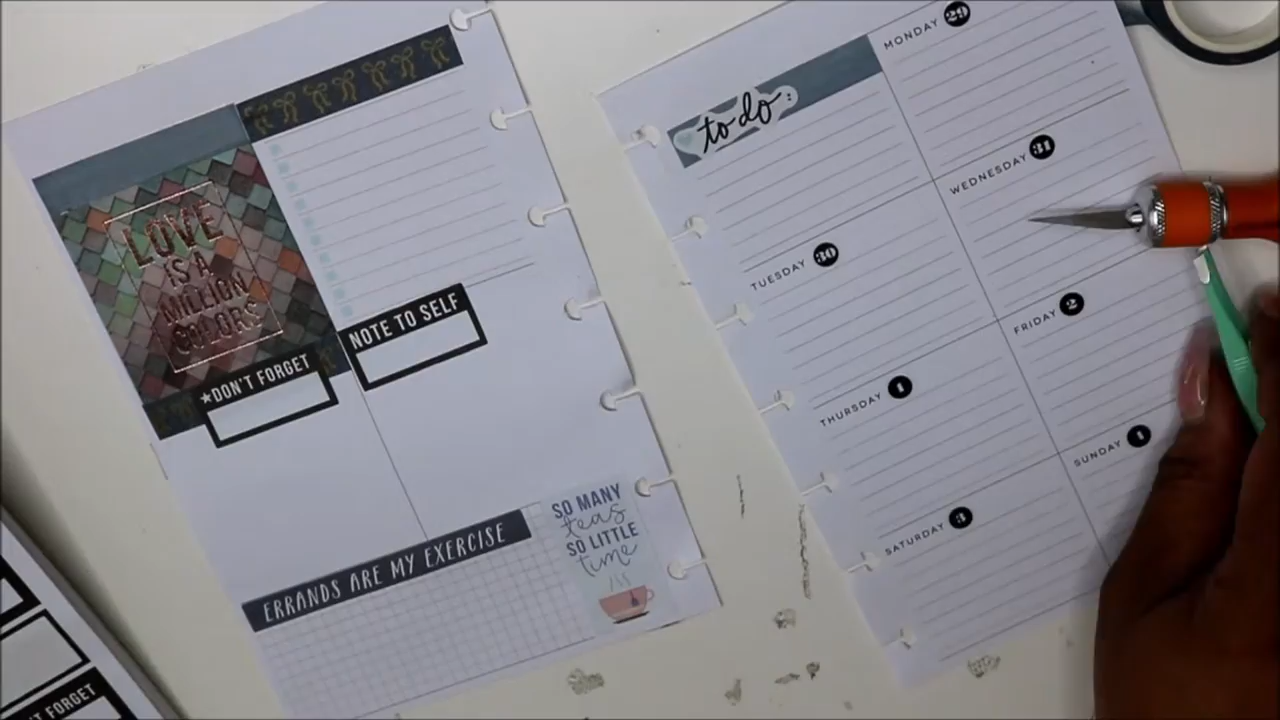 LOVE
IS A
MILLION
COLORS
★DON'T FORGET
NOTE TO SELF
ERRANDS ARE MY EXERCISE
SO MANY
teas
SO LITTLE
time
to do:
MONDAY 29
TUESDAY 30
WEDNESDAY 31
THURSDAY 1
FRIDAY 2
SATURDAY 3
SUNDAY 4
T FORGET